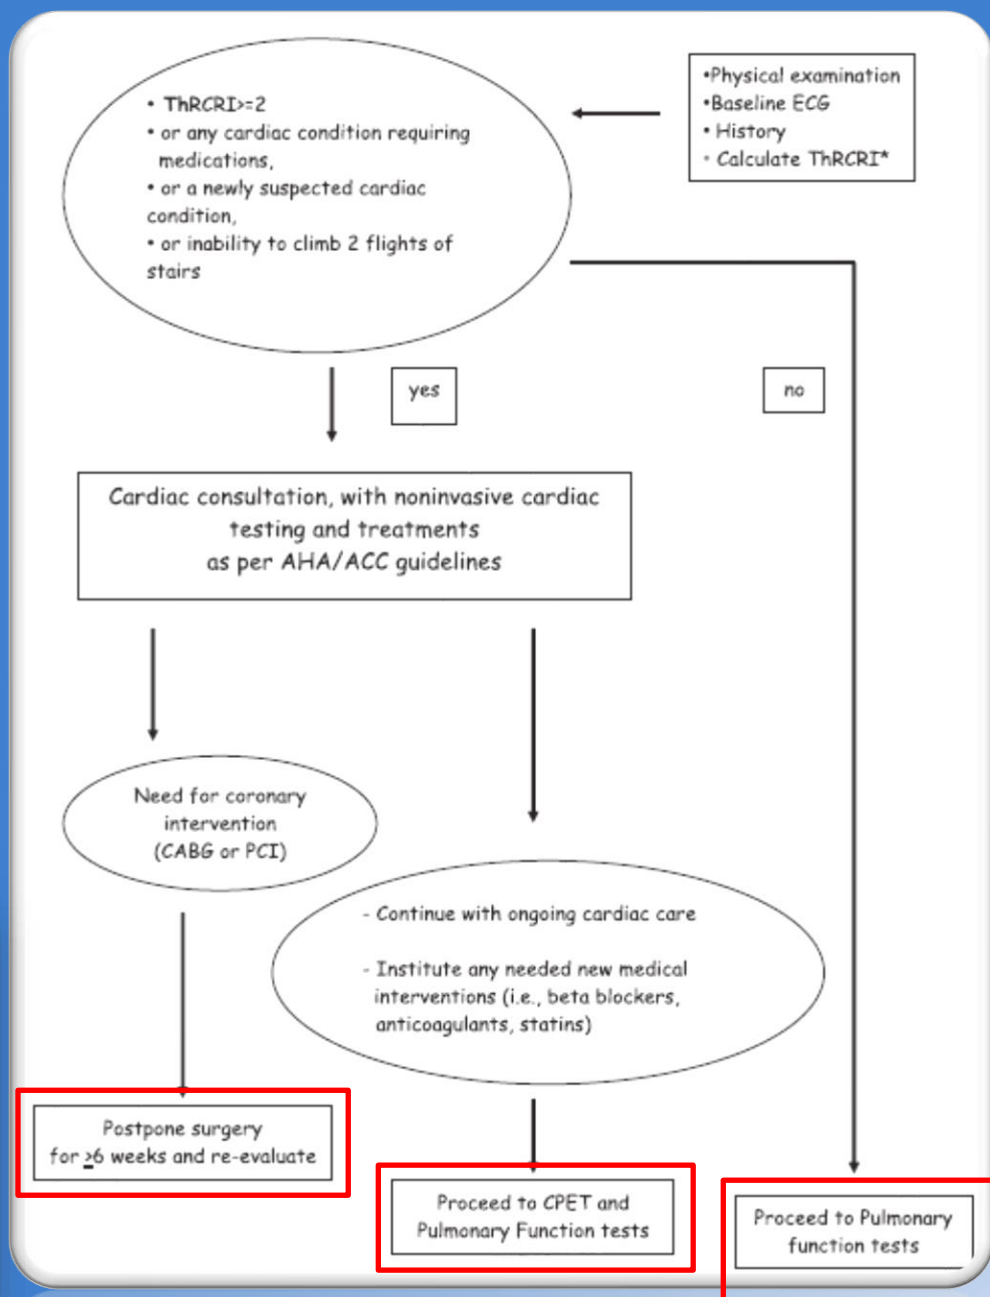 •Physical examination
•Baseline ECG
• History
• Calculate ThRCRI*
• ThRCRI>=2
• or any cardiac condition requiring
medications,
• or a newly suspected cardiac
condition,
• or inability to climb 2 flights of
stairs
yes
no
Cardiac consultation, with noninvasive cardiac
testing and treatments
as per AHA/ACC guidelines
Need for coronary
intervention
(CABG or PCI)
- Continue with ongoing cardiac care
- Institute any needed new medical
interventions (i.e., beta blockers,
anticoagulants, statins)
Postpone surgery
for ≥6 weeks and re-evaluate
Proceed to CPET and
Pulmonary Function tests
Proceed to Pulmonary
function tests